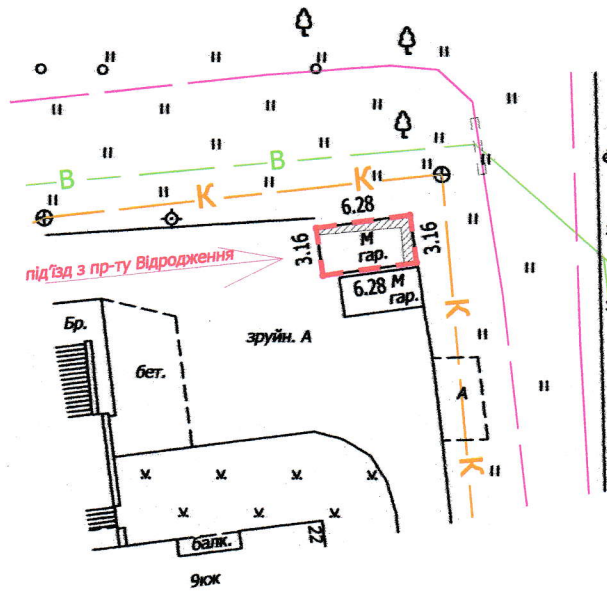 В
В
К
К
6.28
3.16
М
гар.
3.16
під'їзд з пр-ту Відродження
6.28 М
гар.
Бр.
зруйн. А
К
бет.
А
К
балк.
22
9кж